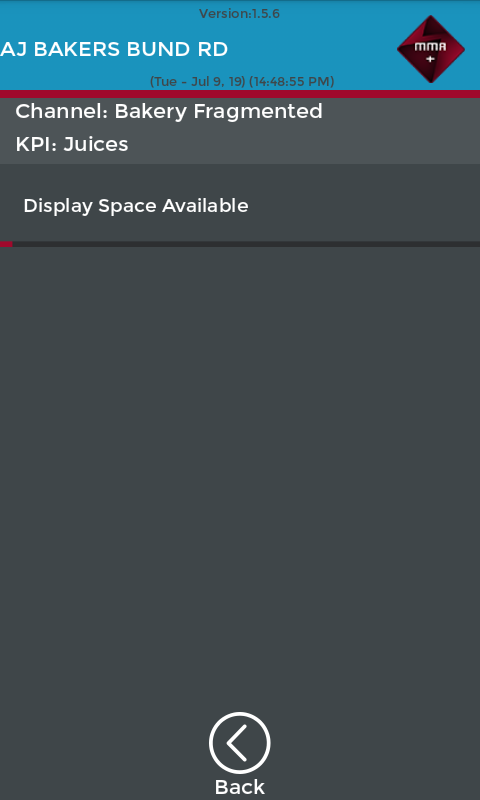 Version:1.5.6
AJ BAKERS BUND RD
MMA
+
(Tue - Jul 9, 19) (14:48:55 PM)
Channel: Bakery Fragmented
KPI: Juices
Display Space Available
Back